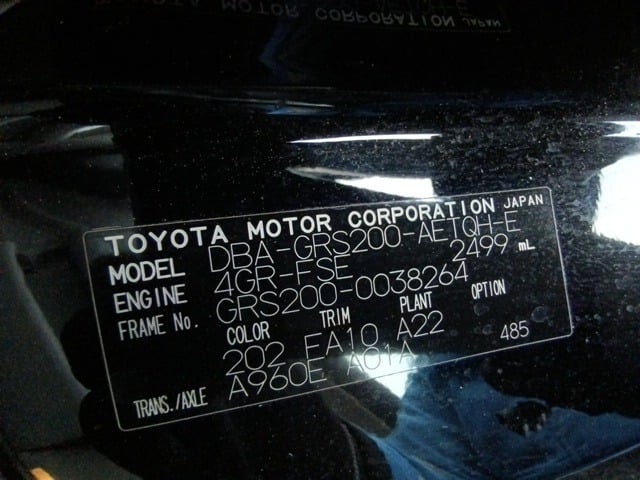 TOYOTA MOTOR CORPORATION JAPAN
MODEL DBA-GRS200-AETQH-E
ENGINE 4GR-FSE 2499 mL
FRAME No. GRS200-0038264
COLOR TRIM PLANT OPTION
202 FA10 A22
TRANS./AXLE A960E A01A 485